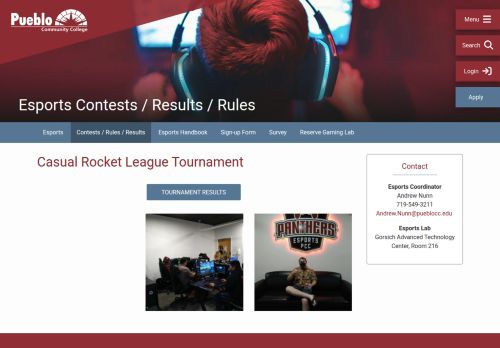 Pueblo
Community College
Menu
Search
Login
Apply
Esports Contests / Results / Rules
Esports
Contests / Rules / Results
Esports Handbook
Sign-up Form
Survey
Reserve Gaming Lab
Casual Rocket League Tournament
TOURNAMENT RESULTS
PANTHERS
ESPORTS
PCC
Contact
Esports Coordinator
Andrew Nunn
719-549-3211
Andrew.Nunn@pueblocc.edu
Esports Lab
Gorsich Advanced Technology
Center, Room 216